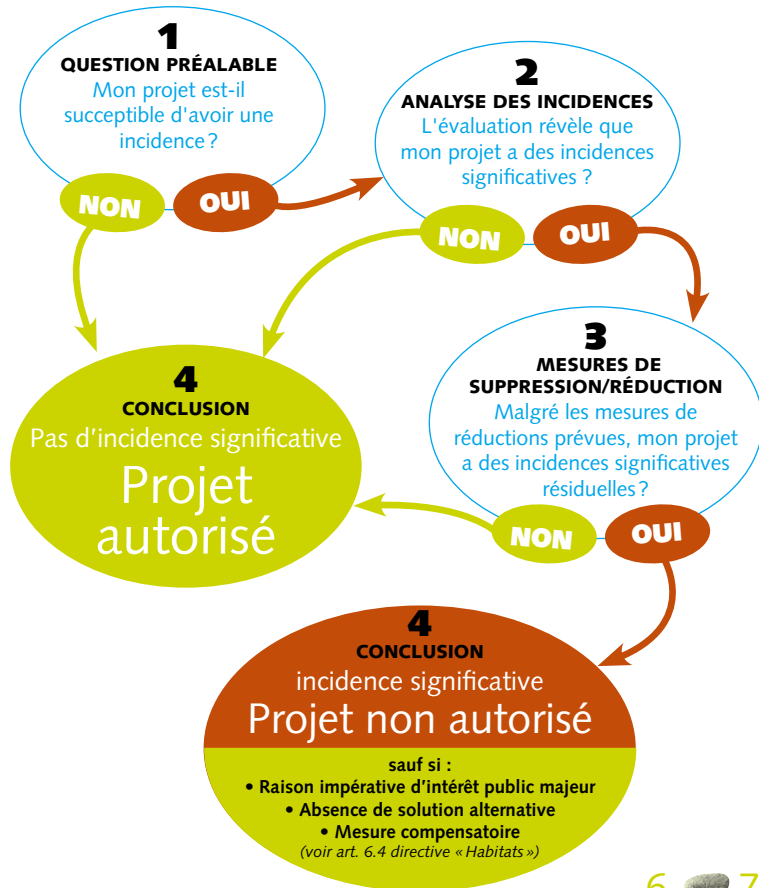 1
QUESTION PRÉALABLE
Mon projet est-il
succeptible d'avoir une
incidence ?
NON
OUI
2
ANALYSE DES INCIDENCES
L'évaluation révèle que
mon projet a des incidences
significatives ?
NON
OUI
3
MESURES DE
SUPPRESSION/RÉDUCTION
Malgré les mesures de
réductions prévues, mon projet
a des incidences significatives
résiduelles ?
NON
OUI
4
CONCLUSION
Pas d’incidence significative
Projet
autorisé
4
CONCLUSION
incidence significative
Projet non autorisé
sauf si :
• Raison impérative d’intérêt public majeur
• Absence de solution alternative
• Mesure compensatoire
(voir art. 6.4 directive « Habitats »)
6 7